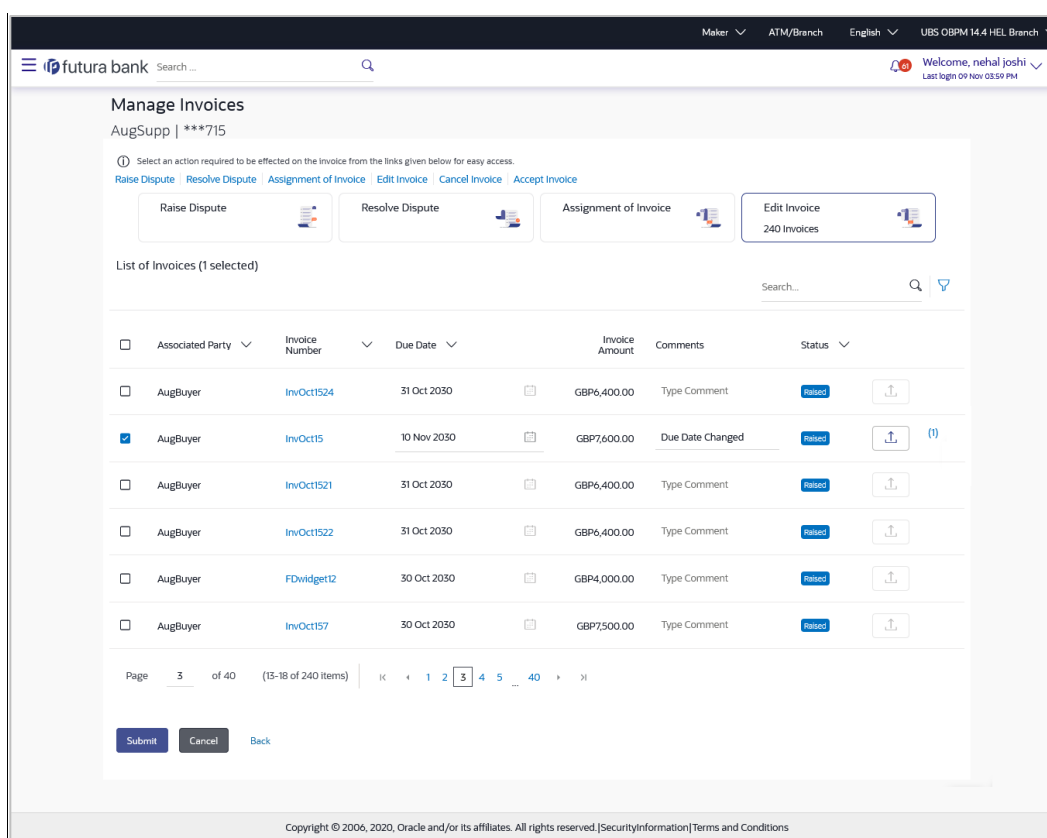 Maker ATM/Branch English UBS OBPM 14.4 HEL Branch
futura bank Search ... 61 Welcome, nehal joshi
Last login 09 Nov 03:59 PM
Manage Invoices
AugSupp | ***715
Select an action required to be effected on the invoice from the links given below for easy access.
Raise Dispute Resolve Dispute Assignment of Invoice Edit Invoice Cancel Invoice Accept Invoice
Raise Dispute Resolve Dispute Assignment of Invoice Edit Invoice
240 Invoices
List of Invoices (1 selected)
Search...
Associated Party Invoice Number Due Date Invoice Amount Comments Status
AugBuyer InvOct1524 31 Oct 2030 GBP6,400.00 Type Comment Raised
AugBuyer InvOct15 10 Nov 2030 GBP7,600.00 Due Date Changed Raised (1)
AugBuyer InvOct1521 31 Oct 2030 GBP6,400.00 Type Comment Raised
AugBuyer InvOct1522 31 Oct 2030 GBP6,400.00 Type Comment Raised
AugBuyer FDwidget12 30 Oct 2030 GBP4,000.00 Type Comment Raised
AugBuyer InvOct157 30 Oct 2030 GBP7,500.00 Type Comment Raised
Page 3 of 40 (13-18 of 240 items) 1 2 3 4 5 ... 40
Submit Cancel Back
Copyright © 2006, 2020, Oracle and/or its affiliates. All rights reserved.|SecurityInformation|Terms and Conditions